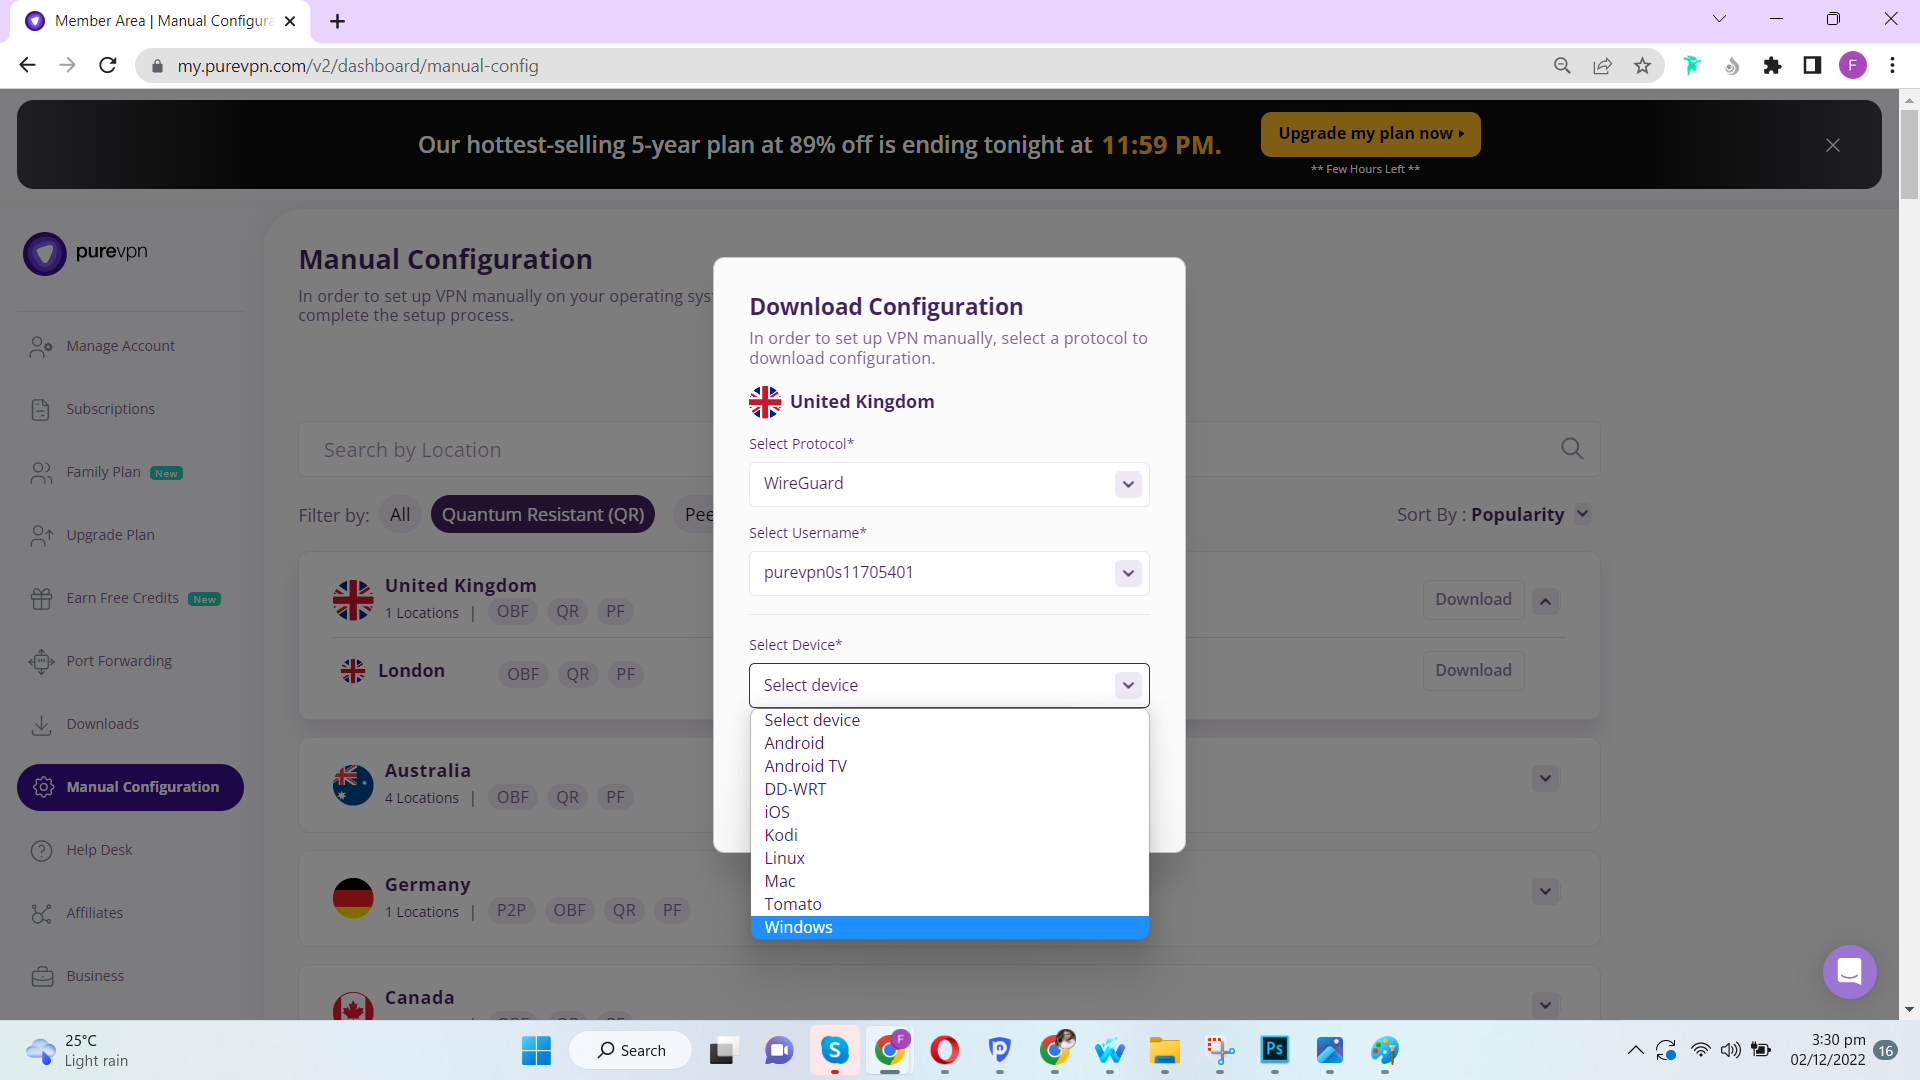 Member Area | Manual Configura
my.purevpn.com/v2/dashboard/manual-config
F
Our hottest-selling 5-year plan at 89% off is ending tonight at 11:59 PM.
Upgrade my plan now
** Few Hours Left **
purevpn
Manage Account
Subscriptions
Family Plan New
Upgrade Plan
Earn Free Credits New
Port Forwarding
Downloads
Manual Configuration
Help Desk
Affiliates
Business
Manual Configuration
In order to set up VPN manually on your operating sys
complete the setup process.
Search by Location
Filter by: All Quantum Resistant (QR) Pee
Sort By : Popularity
United Kingdom
1 Locations | OBF QR PF
Download
London OBF QR PF
Download
Australia
4 Locations | OBF QR PF
Germany
1 Locations | P2P OBF QR PF
Canada
Download Configuration
In order to set up VPN manually, select a protocol to
download configuration.
United Kingdom
Select Protocol*
WireGuard
Select Username*
purevpn0s11705401
Select Device*
Select device
Select device
Android
Android TV
DD-WRT
iOS
Kodi
Linux
Mac
Tomato
Windows
25°C
Light rain
Search
F
Ps
3:30 pm
02/12/2022
16